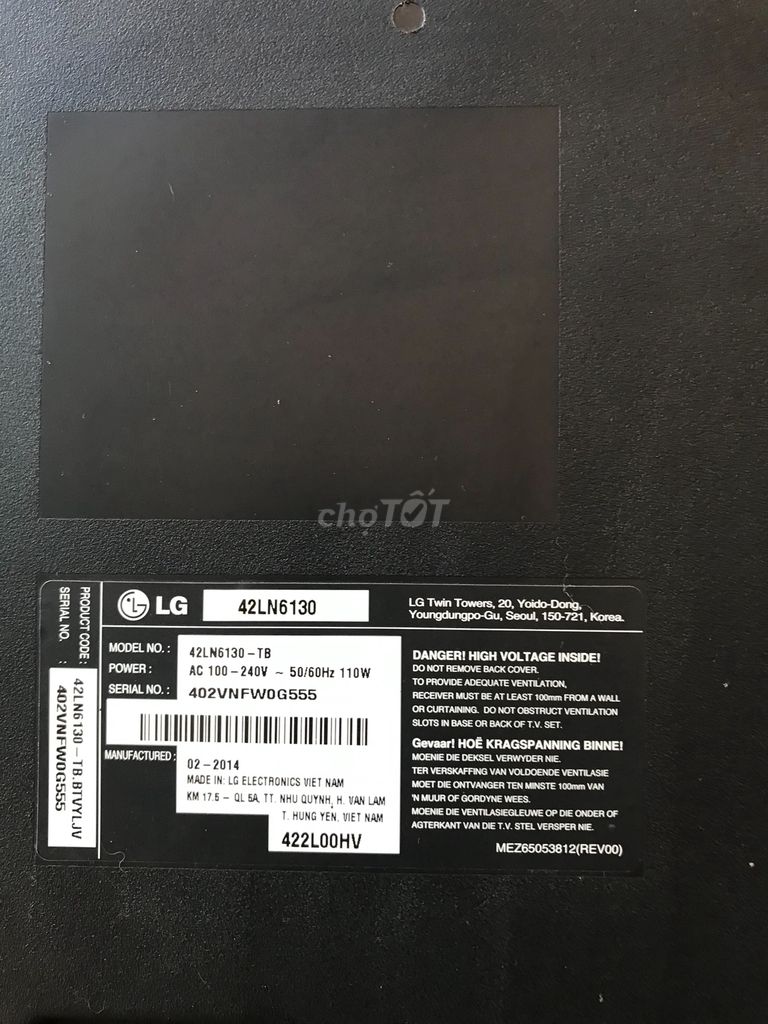 chợTỐT
LG 42LN6130
LG Twin Towers, 20, Yoido-Dong,
Youngdungpo-Gu, Seoul, 150-721, Korea.
PRODUCT CODE : 42LN6130-TB.BTVYLJV
SERIAL NO. : 402VNFW0G555
MODEL NO. : 42LN6130-TB
POWER : AC 100-240V ~ 50/60Hz 110W
SERIAL NO. : 402VNFW0G555
MANUFACTURED : 02-2014
MADE IN: LG ELECTRONICS VIET NAM
KM 17.5 - QL 5A, TT. NHU QUYNH, H. VAN LAM
T. HUNG YEN, VIET NAM
422L00HV
DANGER! HIGH VOLTAGE INSIDE!
DO NOT REMOVE BACK COVER.
TO PROVIDE ADEQUATE VENTILATION,
RECEIVER MUST BE AT LEAST 100mm FROM A WALL
OR CURTAINING. DO NOT OBSTRUCT VENTILATION
SLOTS IN BASE OR BACK OF T.V. SET.
Gevaar! HOË KRAGSPANNING BINNE!
MOENIE DIE DEKSEL VERWYDER NIE.
TER VERSKAFFING VAN VOLDOENDE VENTILASIE
MOET DIE ONTVANGER TEN MINSTE 100mm VAN
'N MUUR OF GORDYNE WEES.
MOENIE DIE VENTILASIEGLEUWE OP DIE ONDER OF
AGTERKANT VAN DIE T.V. STEL VERSPER NIE.
MEZ65053812(REV00)